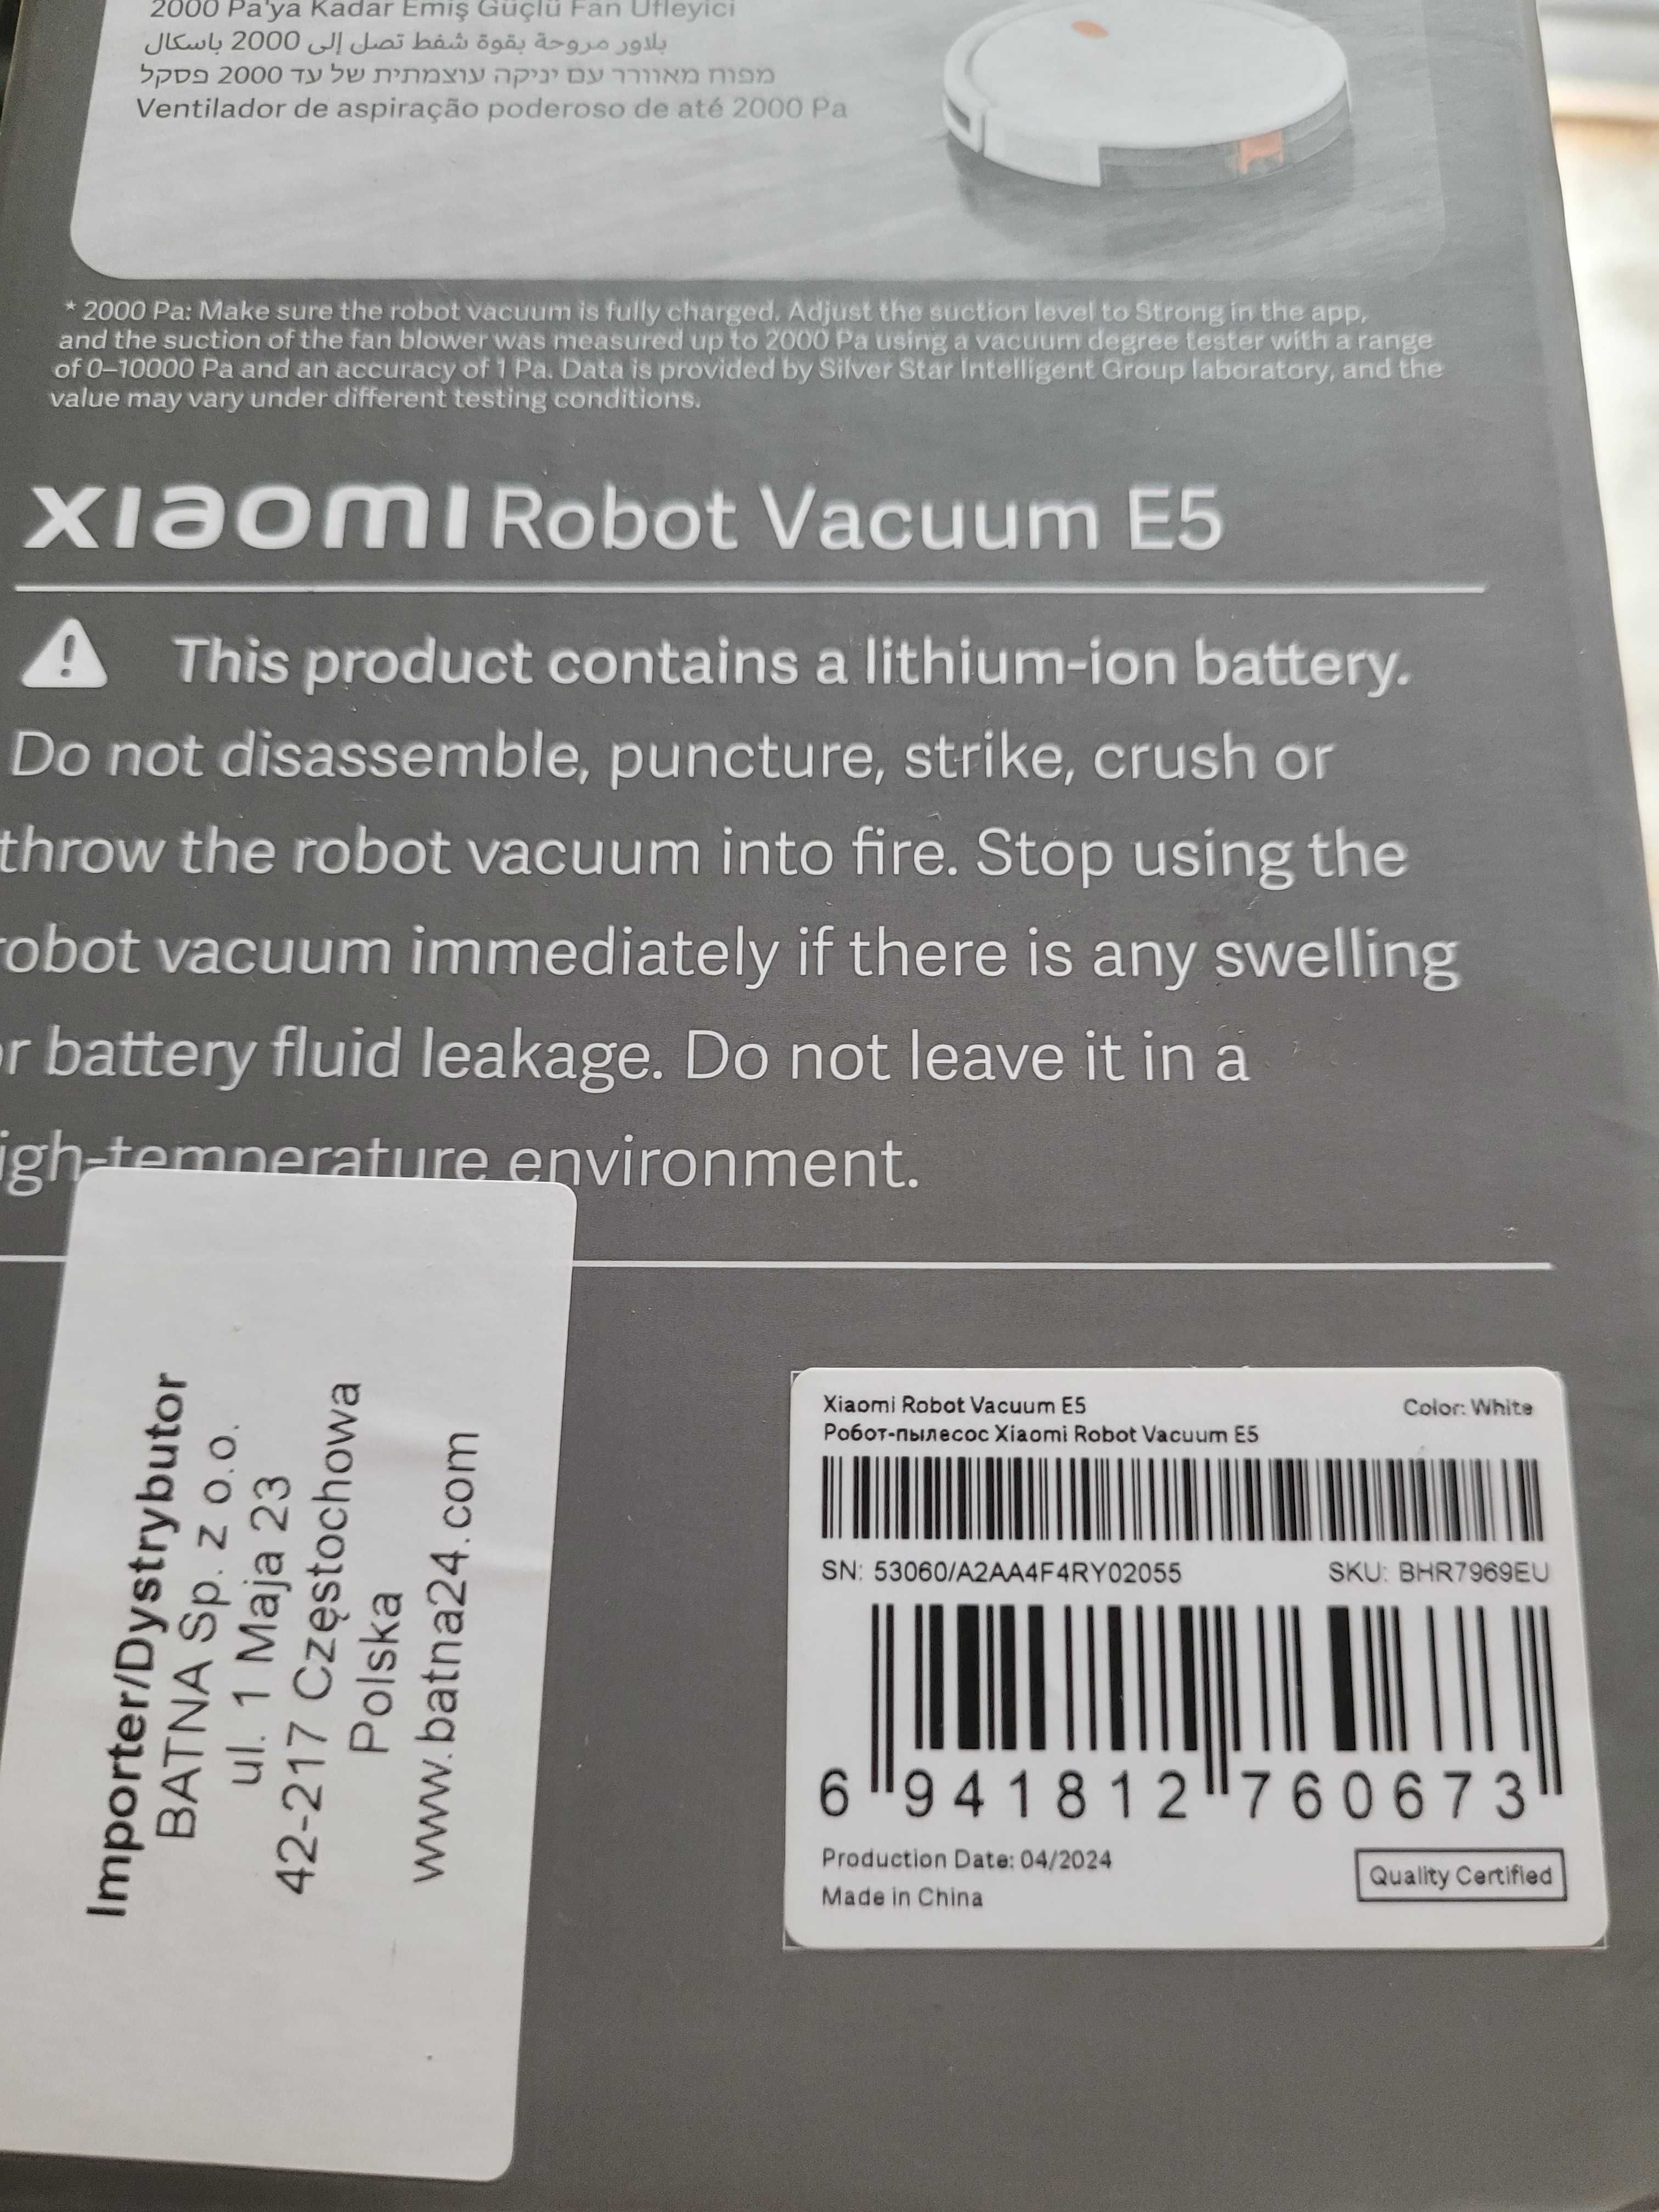 2000 Pa'ya Kadar Emiş Güçlü Fan Üfleyici
بلاور مروحة بقوة شفط تصل إلى 2000 باسكال
מפוח מאוורר עם יניקה עוצמתית של עד 2000 פסקל
Ventilador de aspiração poderoso de até 2000 Pa
* 2000 Pa: Make sure the robot vacuum is fully charged. Adjust the suction level to Strong in the app,
and the suction of the fan blower was measured up to 2000 Pa using a vacuum degree tester with a range
of 0–10000 Pa and an accuracy of 1 Pa. Data is provided by Silver Star Intelligent Group laboratory, and the
value may vary under different testing conditions.
xiaomi Robot Vacuum E5
This product contains a lithium-ion battery.
Do not disassemble, puncture, strike, crush or
throw the robot vacuum into fire. Stop using the
robot vacuum immediately if there is any swelling
or battery fluid leakage. Do not leave it in a
igh-temperature environment.
Importer/Dystrybutor
BATNA Sp. z o.o.
ul. 1 Maja 23
42-217 Częstochowa
Polska
www.batna24.com
Xiaomi Robot Vacuum E5 Color: White
Робот-пылесос Xiaomi Robot Vacuum E5
SN: 53060/A2AA4F4RY02055 SKU: BHR7969EU
6 941812 760673
Production Date: 04/2024
Made in China
Quality Certified